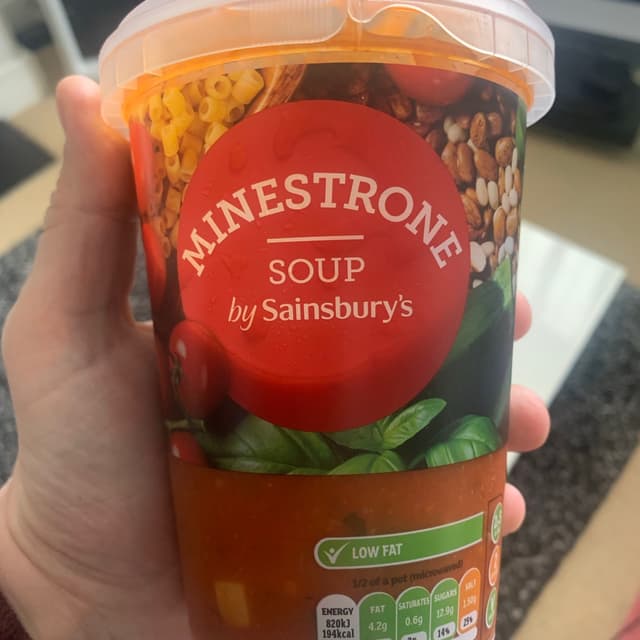 MINESTRONE
SOUP
by Sainsbury's
LOW FAT
1/2 of a pot (microwaved)
ENERGY FAT SATURATES SUGARS SALT
820kJ 4.2g 0.6g 12.9g 1.50g
194kcal 14% 25%